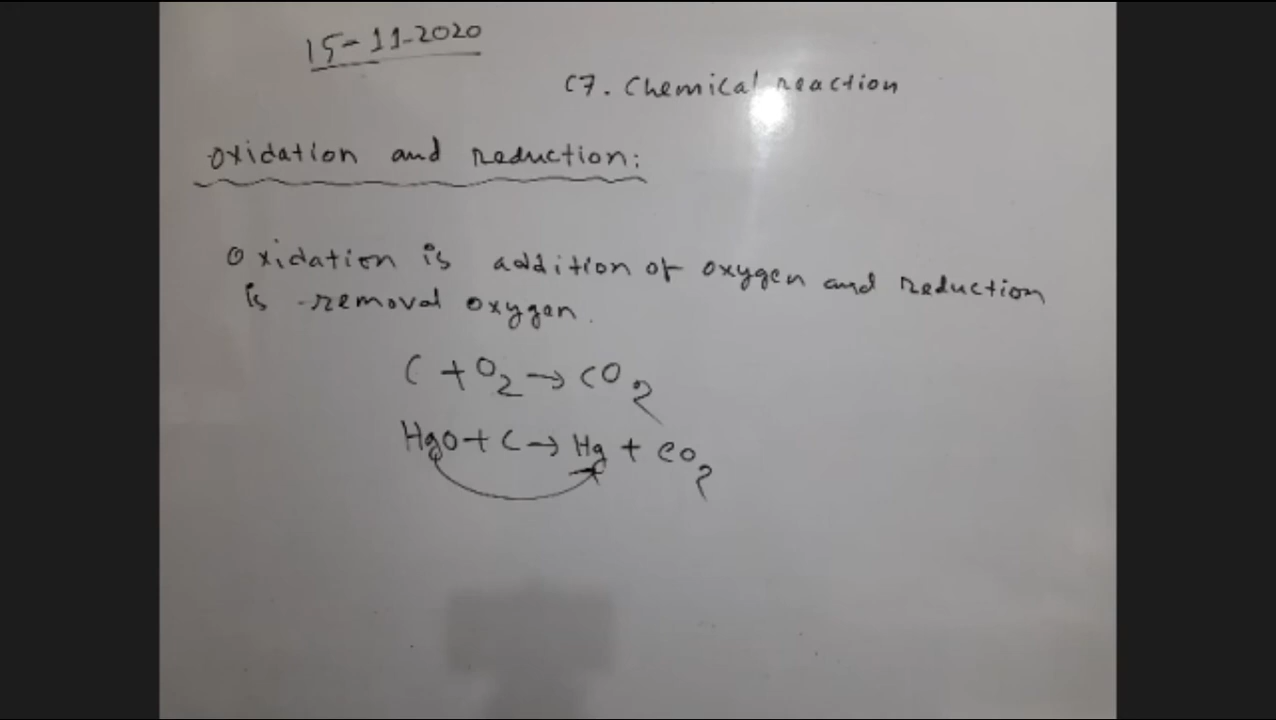 15-11-2020
C7. Chemical reaction
Oxidation and reduction:
Oxidation is addition of oxygen and reduction
is removal oxygen.
C + O₂ → CO₂
HgO + C → Hg + CO₂